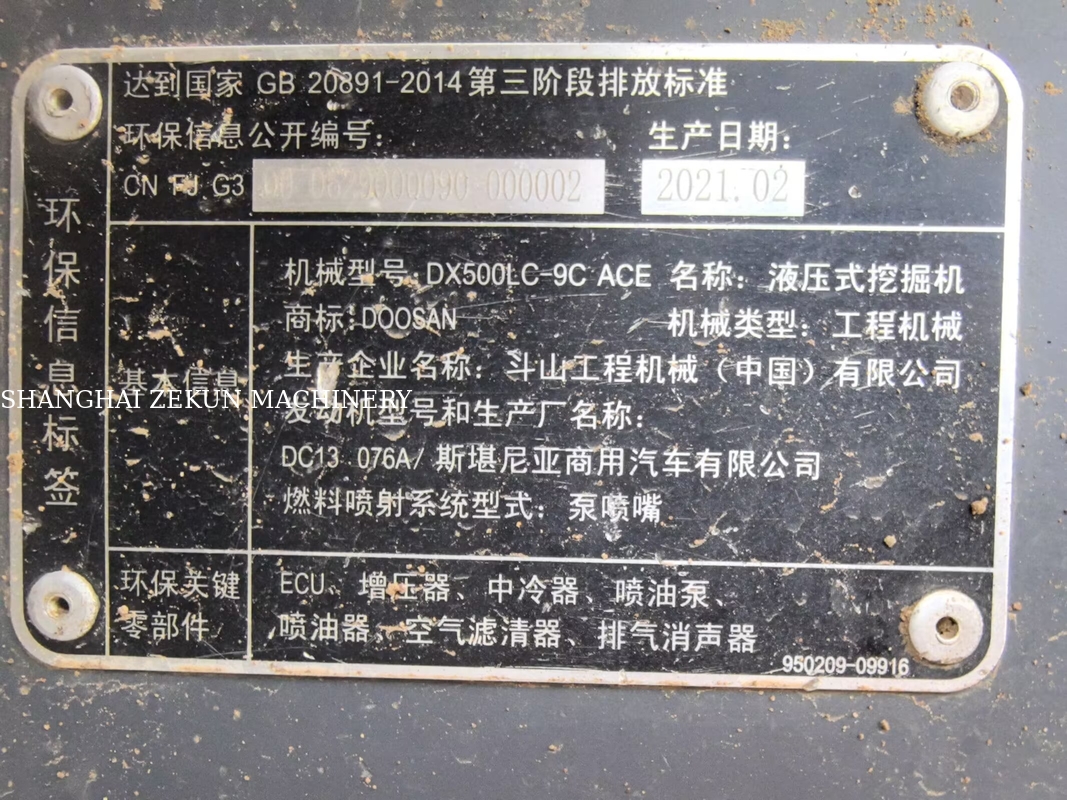 达到国家 GB 20891-2014第三阶段排放标准
环保信息公开编号: 生产日期:
CN FJ G3 000090 000002 2021.02
环保信息标签
基本信息
机械型号:DX500LC-9C ACE 名称: 液压式挖掘机
商标:DOOSAN 机械类型: 工程机械
生产企业名称: 斗山工程机械(中国)有限公司
SHANGHAI ZEKUN MACHINERY
发动机型号和生产厂名称:
DC13 076A/ 斯堪尼亚商用汽车有限公司
燃料喷射系统型式: 泵喷嘴
环保关键
零部件
ECU、增压器、中冷器、喷油泵、
喷油器、空气滤清器、排气消声器
950209-09916